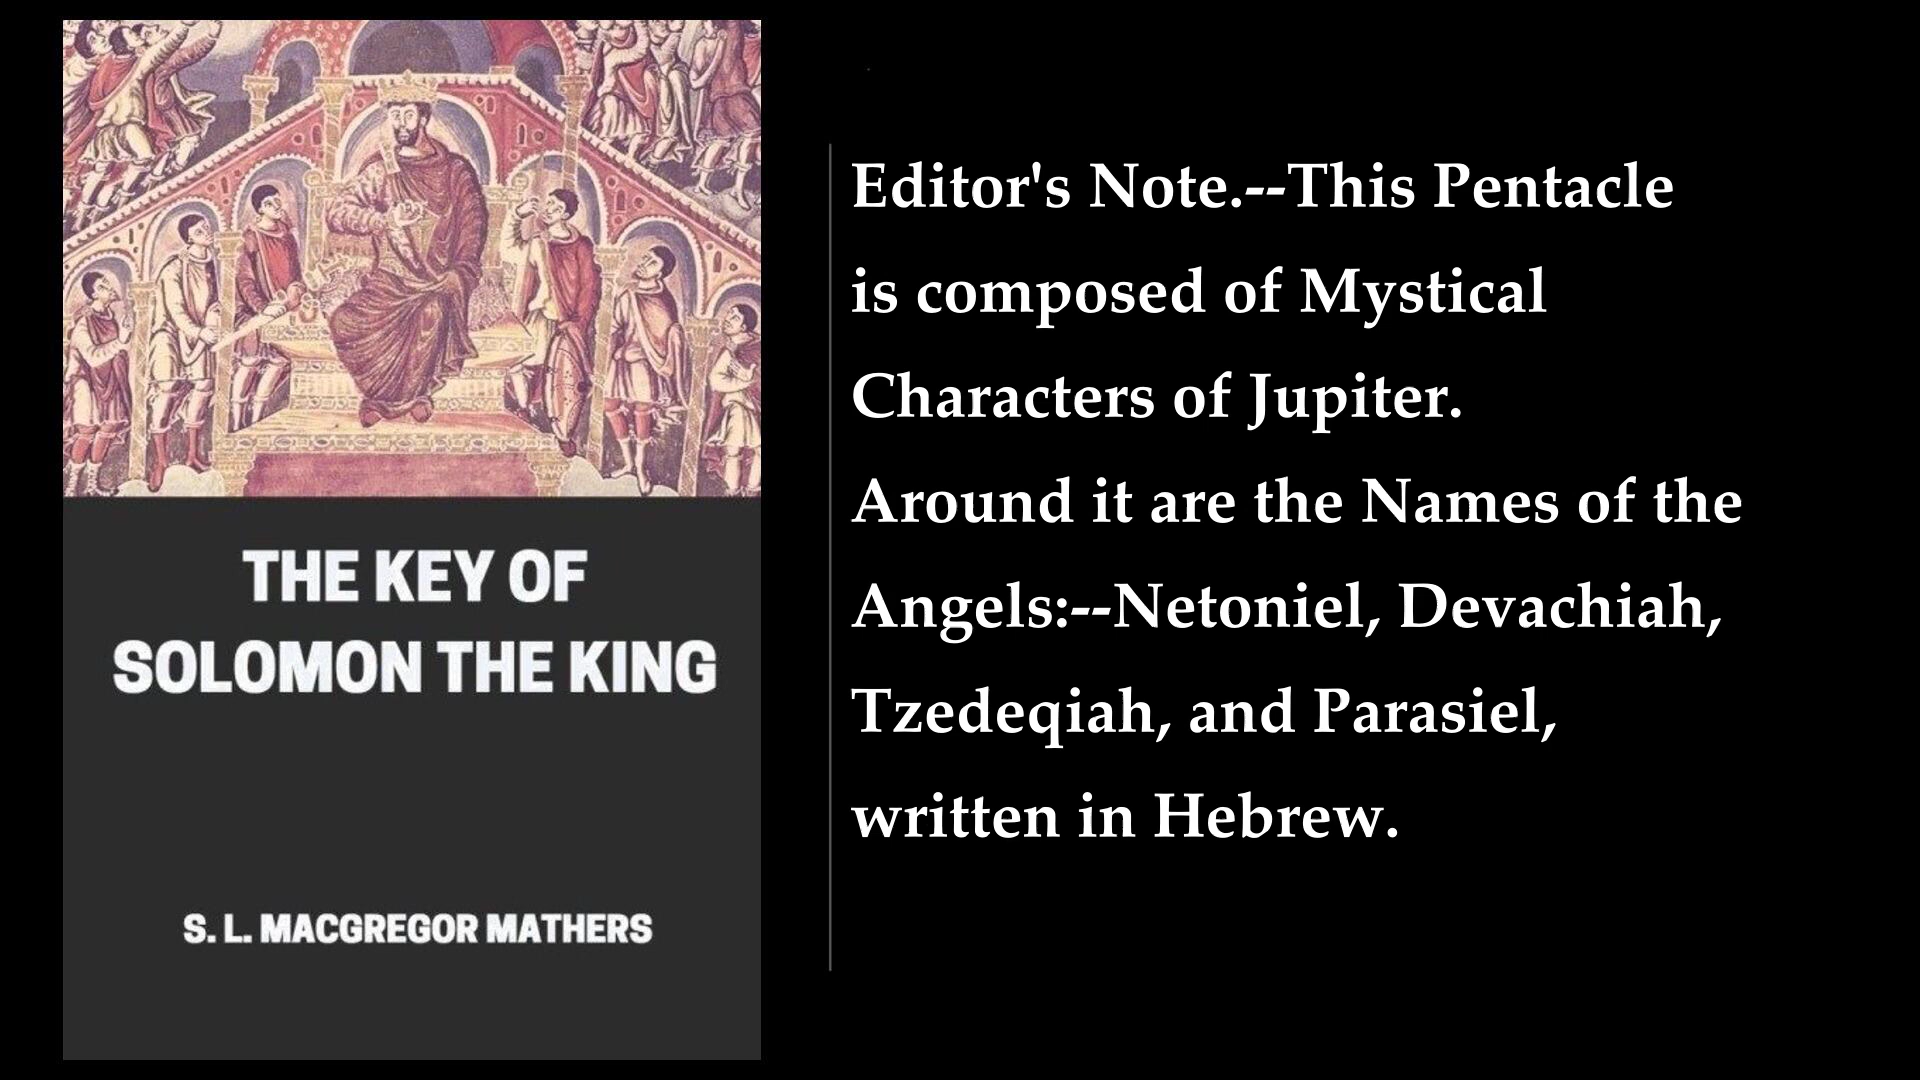 THE KEY OF
SOLOMON THE KING
S. L. MACGREGOR MATHERS
Editor's Note.--This Pentacle
is composed of Mystical
Characters of Jupiter.
Around it are the Names of the
Angels:--Netoniel, Devachiah,
Tzedeqiah, and Parasiel,
written in Hebrew.